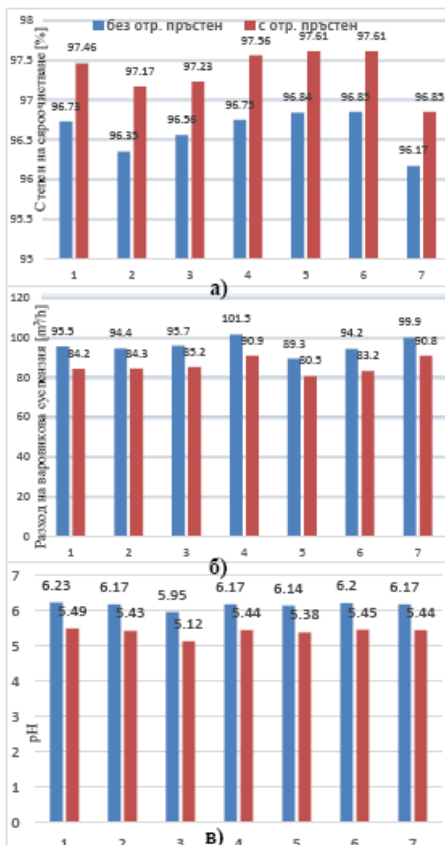 98
без отр. пръстен с отр. пръстен
97.5
97
96.5
96
95.5
95
Степен на сяроочистване [%]
97.46
97.17
97.23
97.56
97.61
97.61
96.73
96.35
96.56
96.75
96.84
96.85
96.85
96.17
1 2 3 4 5 6 7
а)
120
100
80
60
40
20
0
Разход на варовикова суспензия [m³/h]
95.5 94.4 95.7 101.5 89.3 94.2 99.9
84.2 84.3 85.2 90.9 80.5 83.2 90.8
1 2 3 4 5 6 7
б)
7
6
5
4
3
2
1
0
pH
6.23 6.17 5.95 6.17 6.14 6.2 6.17
5.49 5.43 5.12 5.44 5.38 5.45 5.44
1 2 3 4 5 6 7
в)